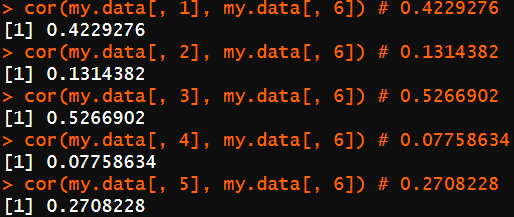 > cor(my.data[, 1], my.data[, 6]) # 0.4229276
[1] 0.4229276
> cor(my.data[, 2], my.data[, 6]) # 0.1314382
[1] 0.1314382
> cor(my.data[, 3], my.data[, 6]) # 0.5266902
[1] 0.5266902
> cor(my.data[, 4], my.data[, 6]) # 0.07758634
[1] 0.07758634
> cor(my.data[, 5], my.data[, 6]) # 0.2708228
[1] 0.2708228